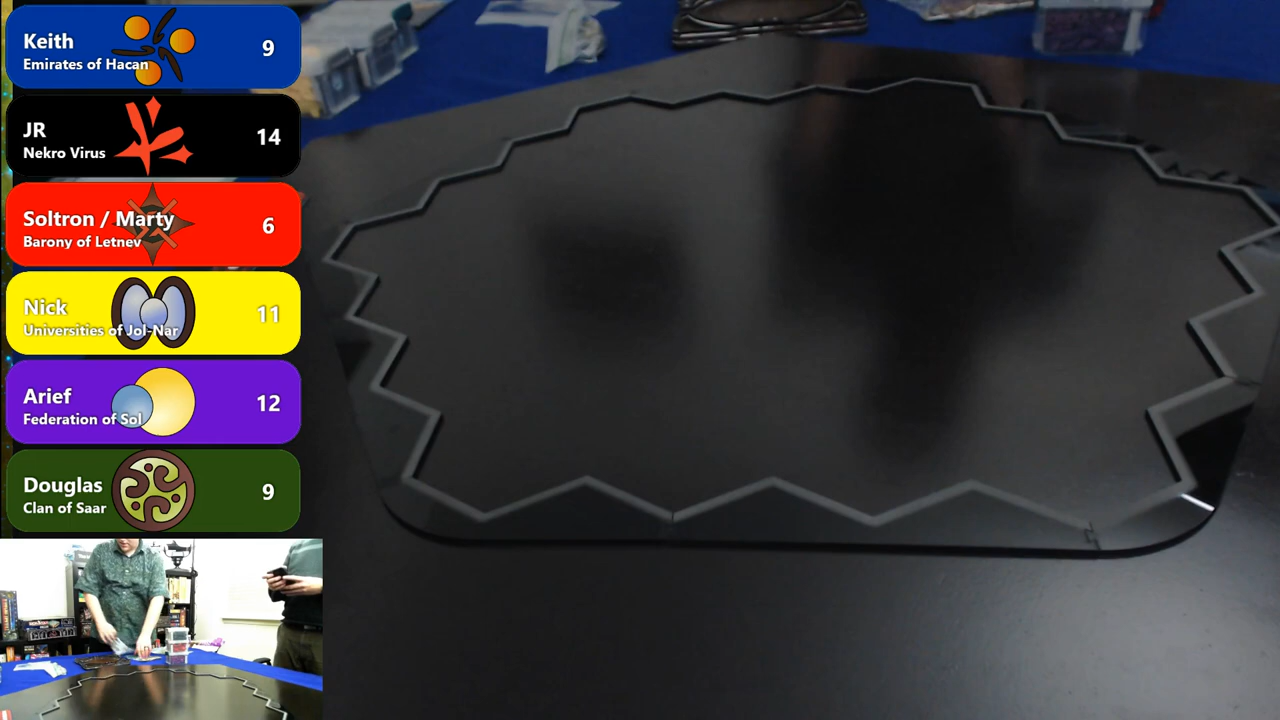 Keith
Emirates of Hacan
9
JR
Nekro Virus
14
Soltron / Marty
Barony of Letnev
6
Nick
Universities of Jol-Nar
11
Arief
Federation of Sol
12
Douglas
Clan of Saar
9